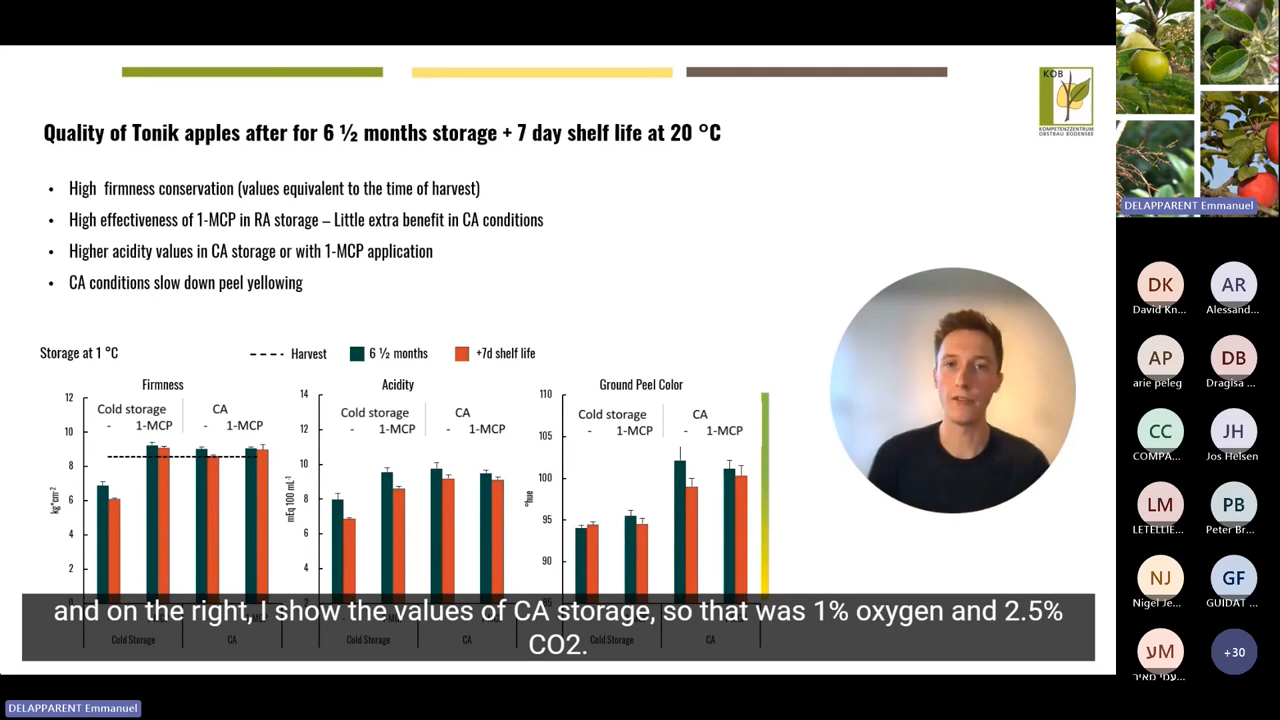 KOB
KOMPETENZZENTRUM
OBSTBAU BODENSEE
Quality of Tonik apples after for 6 ½ months storage + 7 day shelf life at 20 °C
• High firmness conservation (values equivalent to the time of harvest)
• High effectiveness of 1-MCP in RA storage – Little extra benefit in CA conditions
• Higher acidity values in CA storage or with 1-MCP application
• CA conditions slow down peel yellowing
Storage at 1 °C
Harvest
6 ½ months
+7d shelf life
Firmness
12
10
8
6
4
2
kg*cm⁻²
Cold storage CA
- 1-MCP - 1-MCP
Cold Storage CA
Acidity
14
12
10
8
6
4
mEq 100 mL⁻¹
Cold storage CA
- 1-MCP - 1-MCP
Cold Storage CA
Ground Peel Color
110
105
100
95
90
°hue
Cold storage CA
- 1-MCP - 1-MCP
Cold Storage CA
and on the right, I show the values of CA storage, so that was 1% oxygen and 2.5%
CO2.
DELAPPARENT Emmanuel
DELAPPARENT Emmanuel
DK
David Kn...
AR
Alessand...
AP
arie peleg
DB
Dragisa ...
CC
COMPA...
JH
Jos Helsen
LM
LETELLIE...
PB
Peter Br...
NJ
Nigel Je...
GF
GUIDAT ...
עM
עמי מאיר...
+30